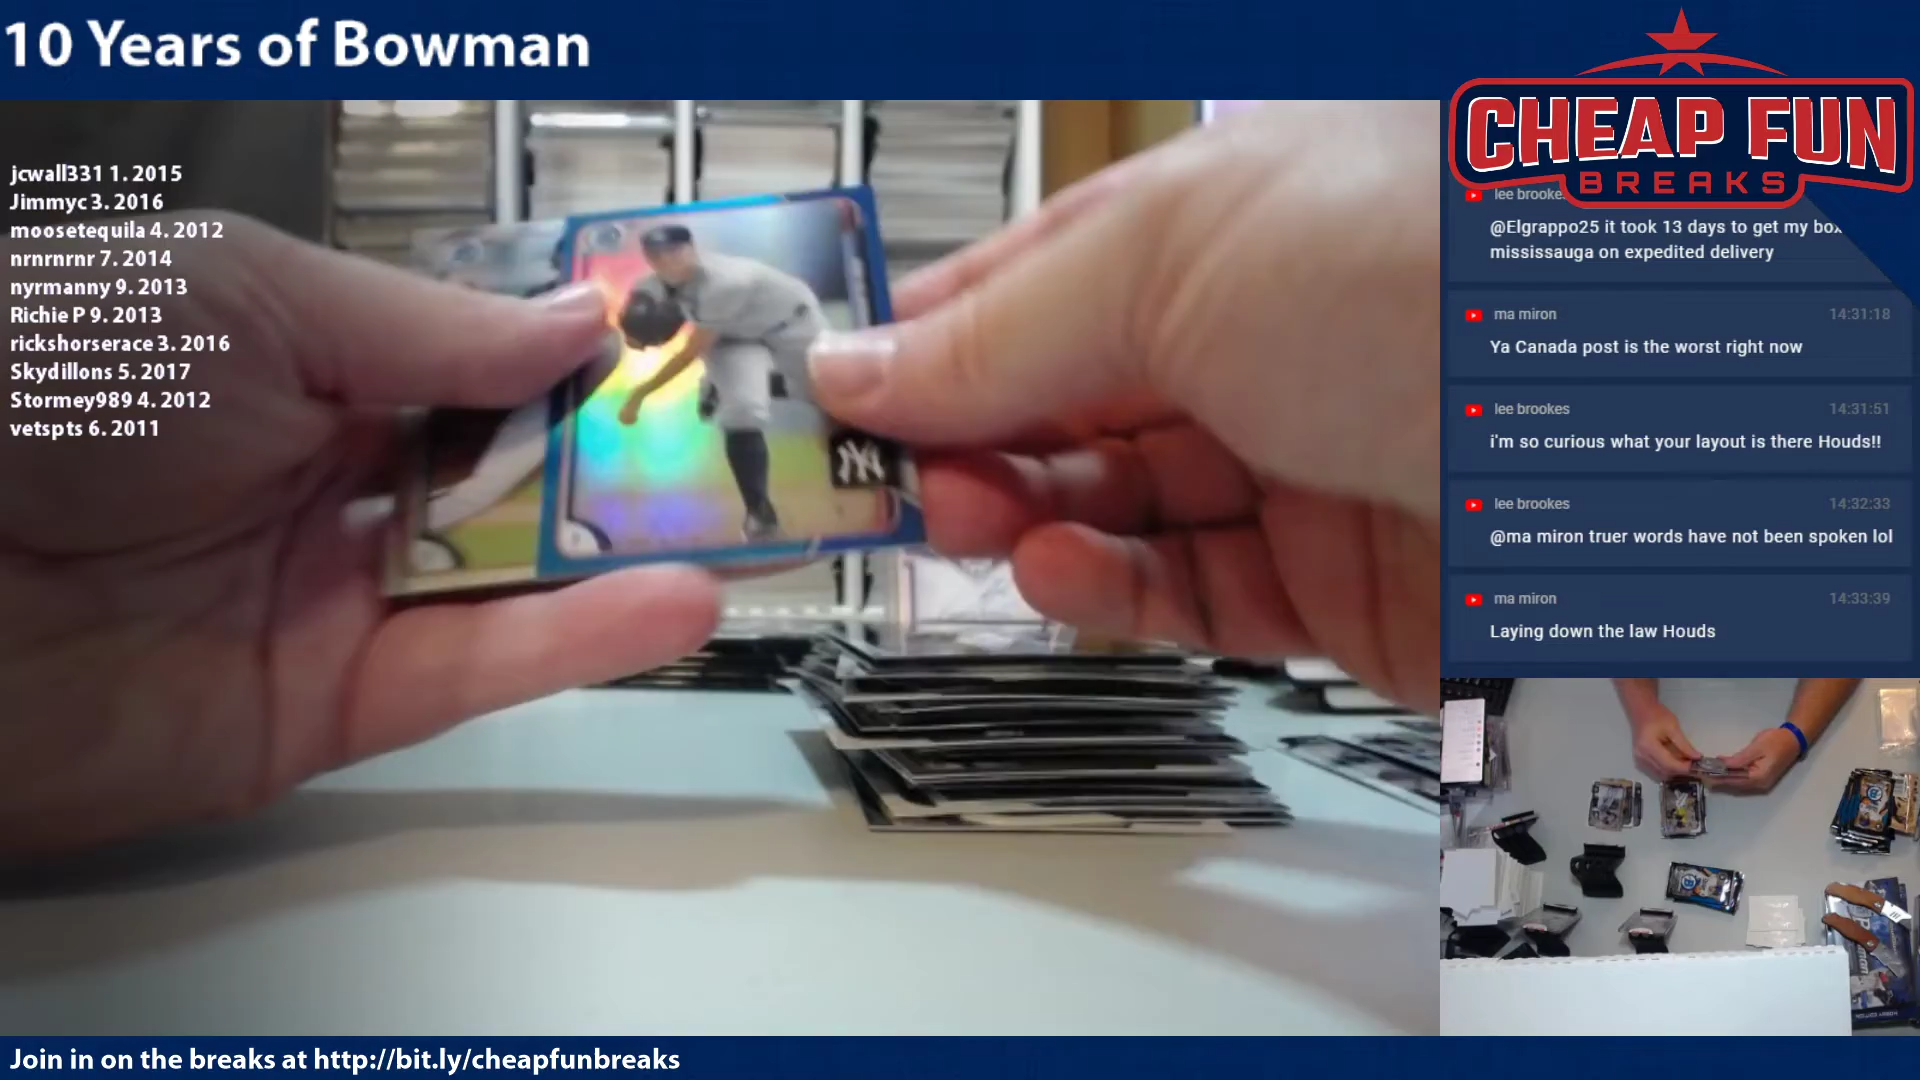 10 Years of Bowman
CHEAP FUN
BREAKS
jcwall331 1. 2015
Jimmyc 3. 2016
moosetequila 4. 2012
nrnrnrnr 7. 2014
nyrmanny 9. 2013
Richie P 9. 2013
rickshorserace 3. 2016
Skydillons 5. 2017
Stormey989 4. 2012
vetspts 6. 2011
lee brooke
@Elgrappo25 it took 13 days to get my box
mississauga on expedited delivery
ma miron 14:31:18
Ya Canada post is the worst right now
lee brookes 14:31:51
i'm so curious what your layout is there Houds!!
lee brookes 14:32:33
@ma miron truer words have not been spoken lol
ma miron 14:33:39
Laying down the law Houds
NY
Join in on the breaks at http://bit.ly/cheapfunbreaks